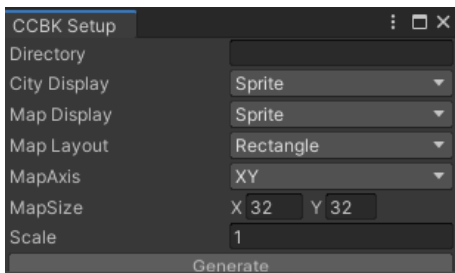 CCBK Setup
Directory
City Display Sprite
Map Display Sprite
Map Layout Rectangle
MapAxis XY
MapSize X 32 Y 32
Scale 1
Generate